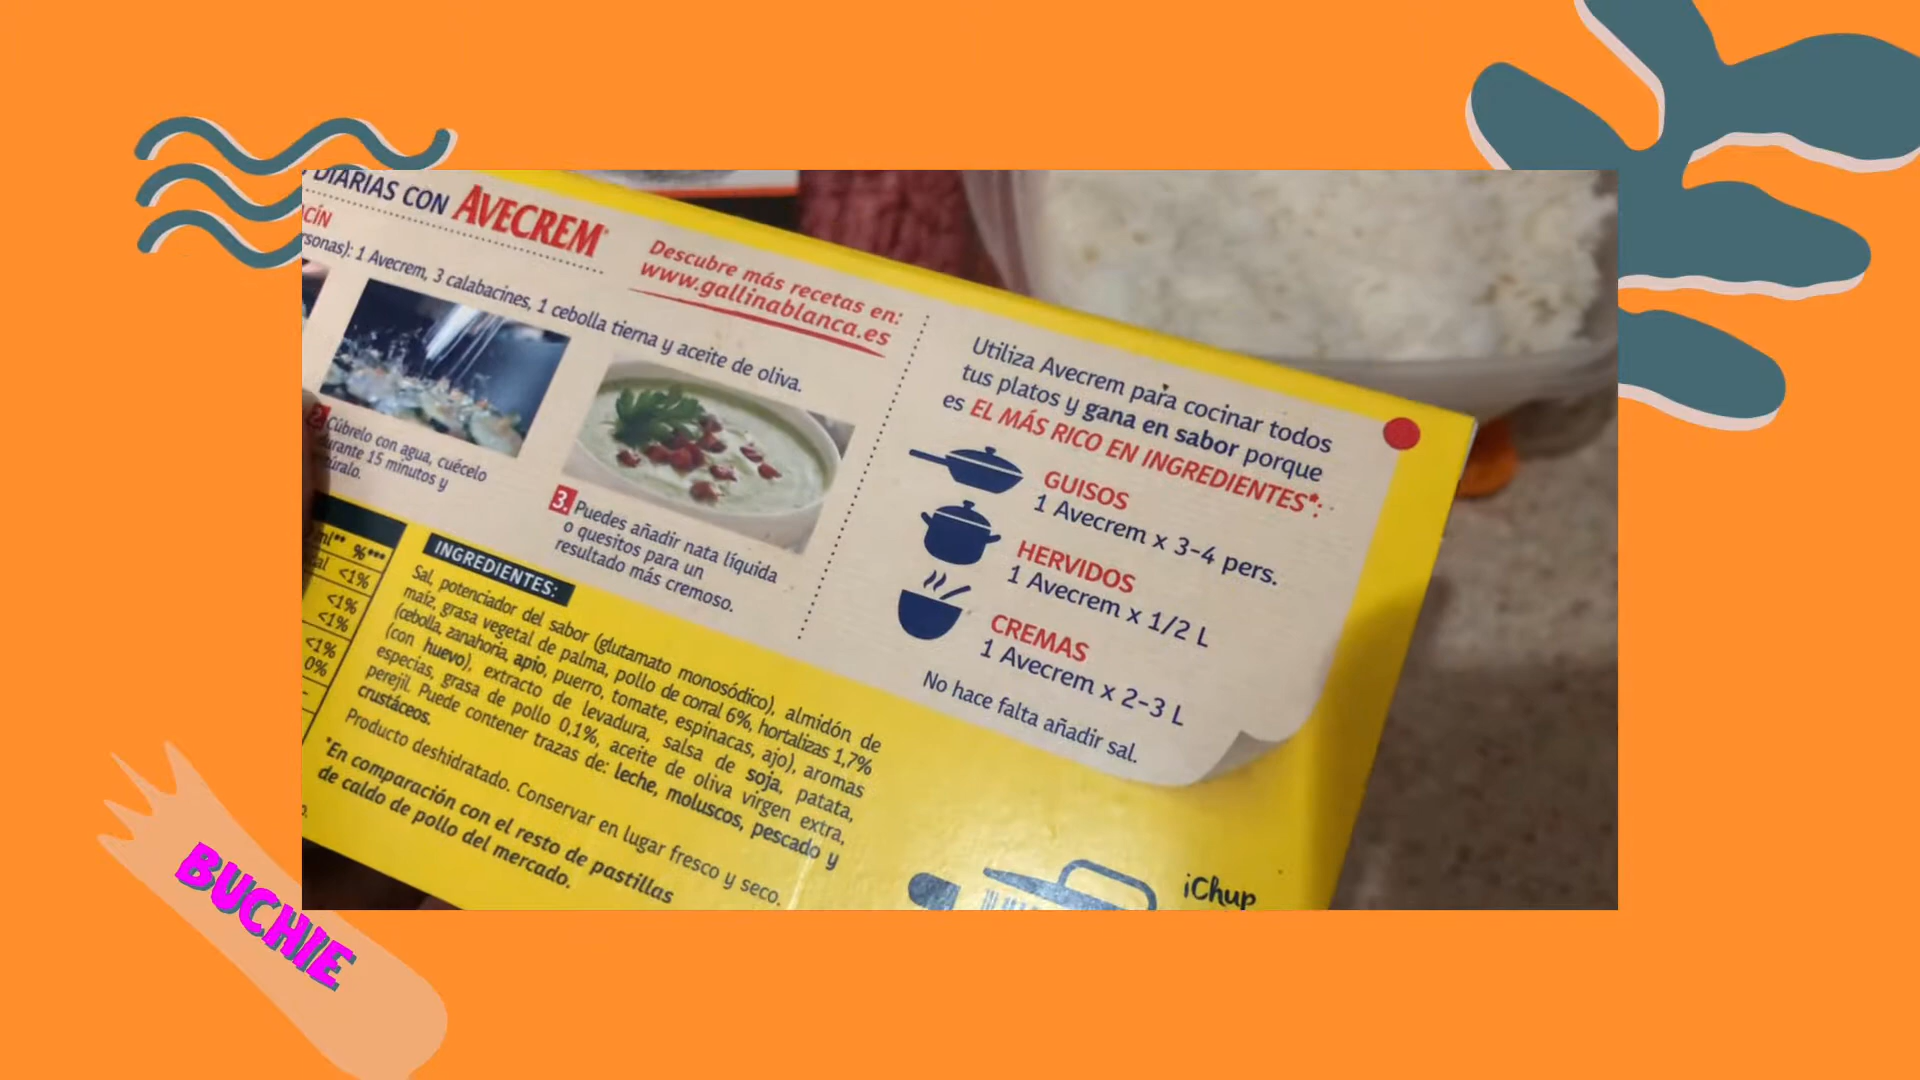 DIARIAS CON AVECREM
Descubre más recetas en:
www.gallinablanca.es
1 Avecrem, 3 calabacines, 1 cebolla tierna y aceite de oliva.
2. Cúbrelo con agua, cuécelo
durante 15 minutos y
3. Puedes añadir nata líquida
o quesitos para un
resultado más cremoso.
Utiliza Avecrem para cocinar todos
tus platos y gana en sabor porque
es EL MÁS RICO EN INGREDIENTES*:
GUISOS
1 Avecrem x 3-4 pers.
HERVIDOS
1 Avecrem x 1/2 L
CREMAS
1 Avecrem x 2-3 L
No hace falta añadir sal.
%***
<1%
<1%
<1%
<1%
0%
INGREDIENTES:
Sal, potenciador del sabor (glutamato monosódico), almidón de
maíz, grasa vegetal de palma, pollo de corral 6%, hortalizas 1,7%
(cebolla, zanahoria, apio, puerro, tomate, espinacas, ajo), aromas
(con huevo), extracto de levadura, salsa de soja, patata,
especias, grasa de pollo 0,1%, aceite de oliva virgen extra,
perejil. Puede contener trazas de: leche, moluscos, pescado y
crustáceos.
Producto deshidratado. Conservar en lugar fresco y seco.
*En comparación con el resto de pastillas
de caldo de pollo del mercado.
¡Chup
BUCHIE